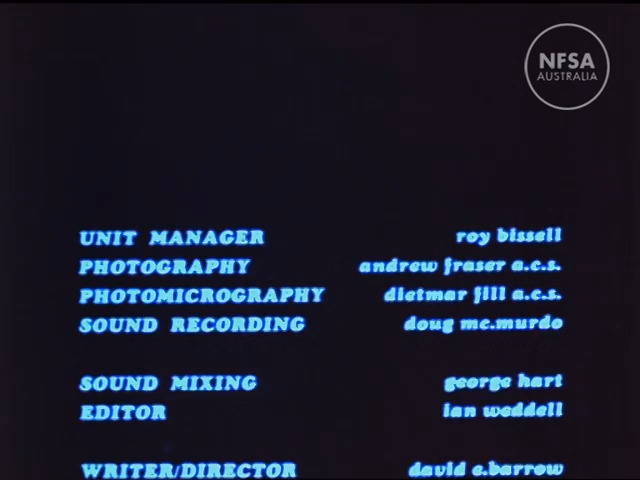 NFSA
AUSTRALIA
UNIT MANAGER roy bissell
PHOTOGRAPHY andrew fraser a.c.s.
PHOTOMICROGRAPHY dietmar fill a.c.s.
SOUND RECORDING doug mc.murdo
SOUND MIXING george hart
EDITOR ian weddell
WRITER/DIRECTOR david c.barrow